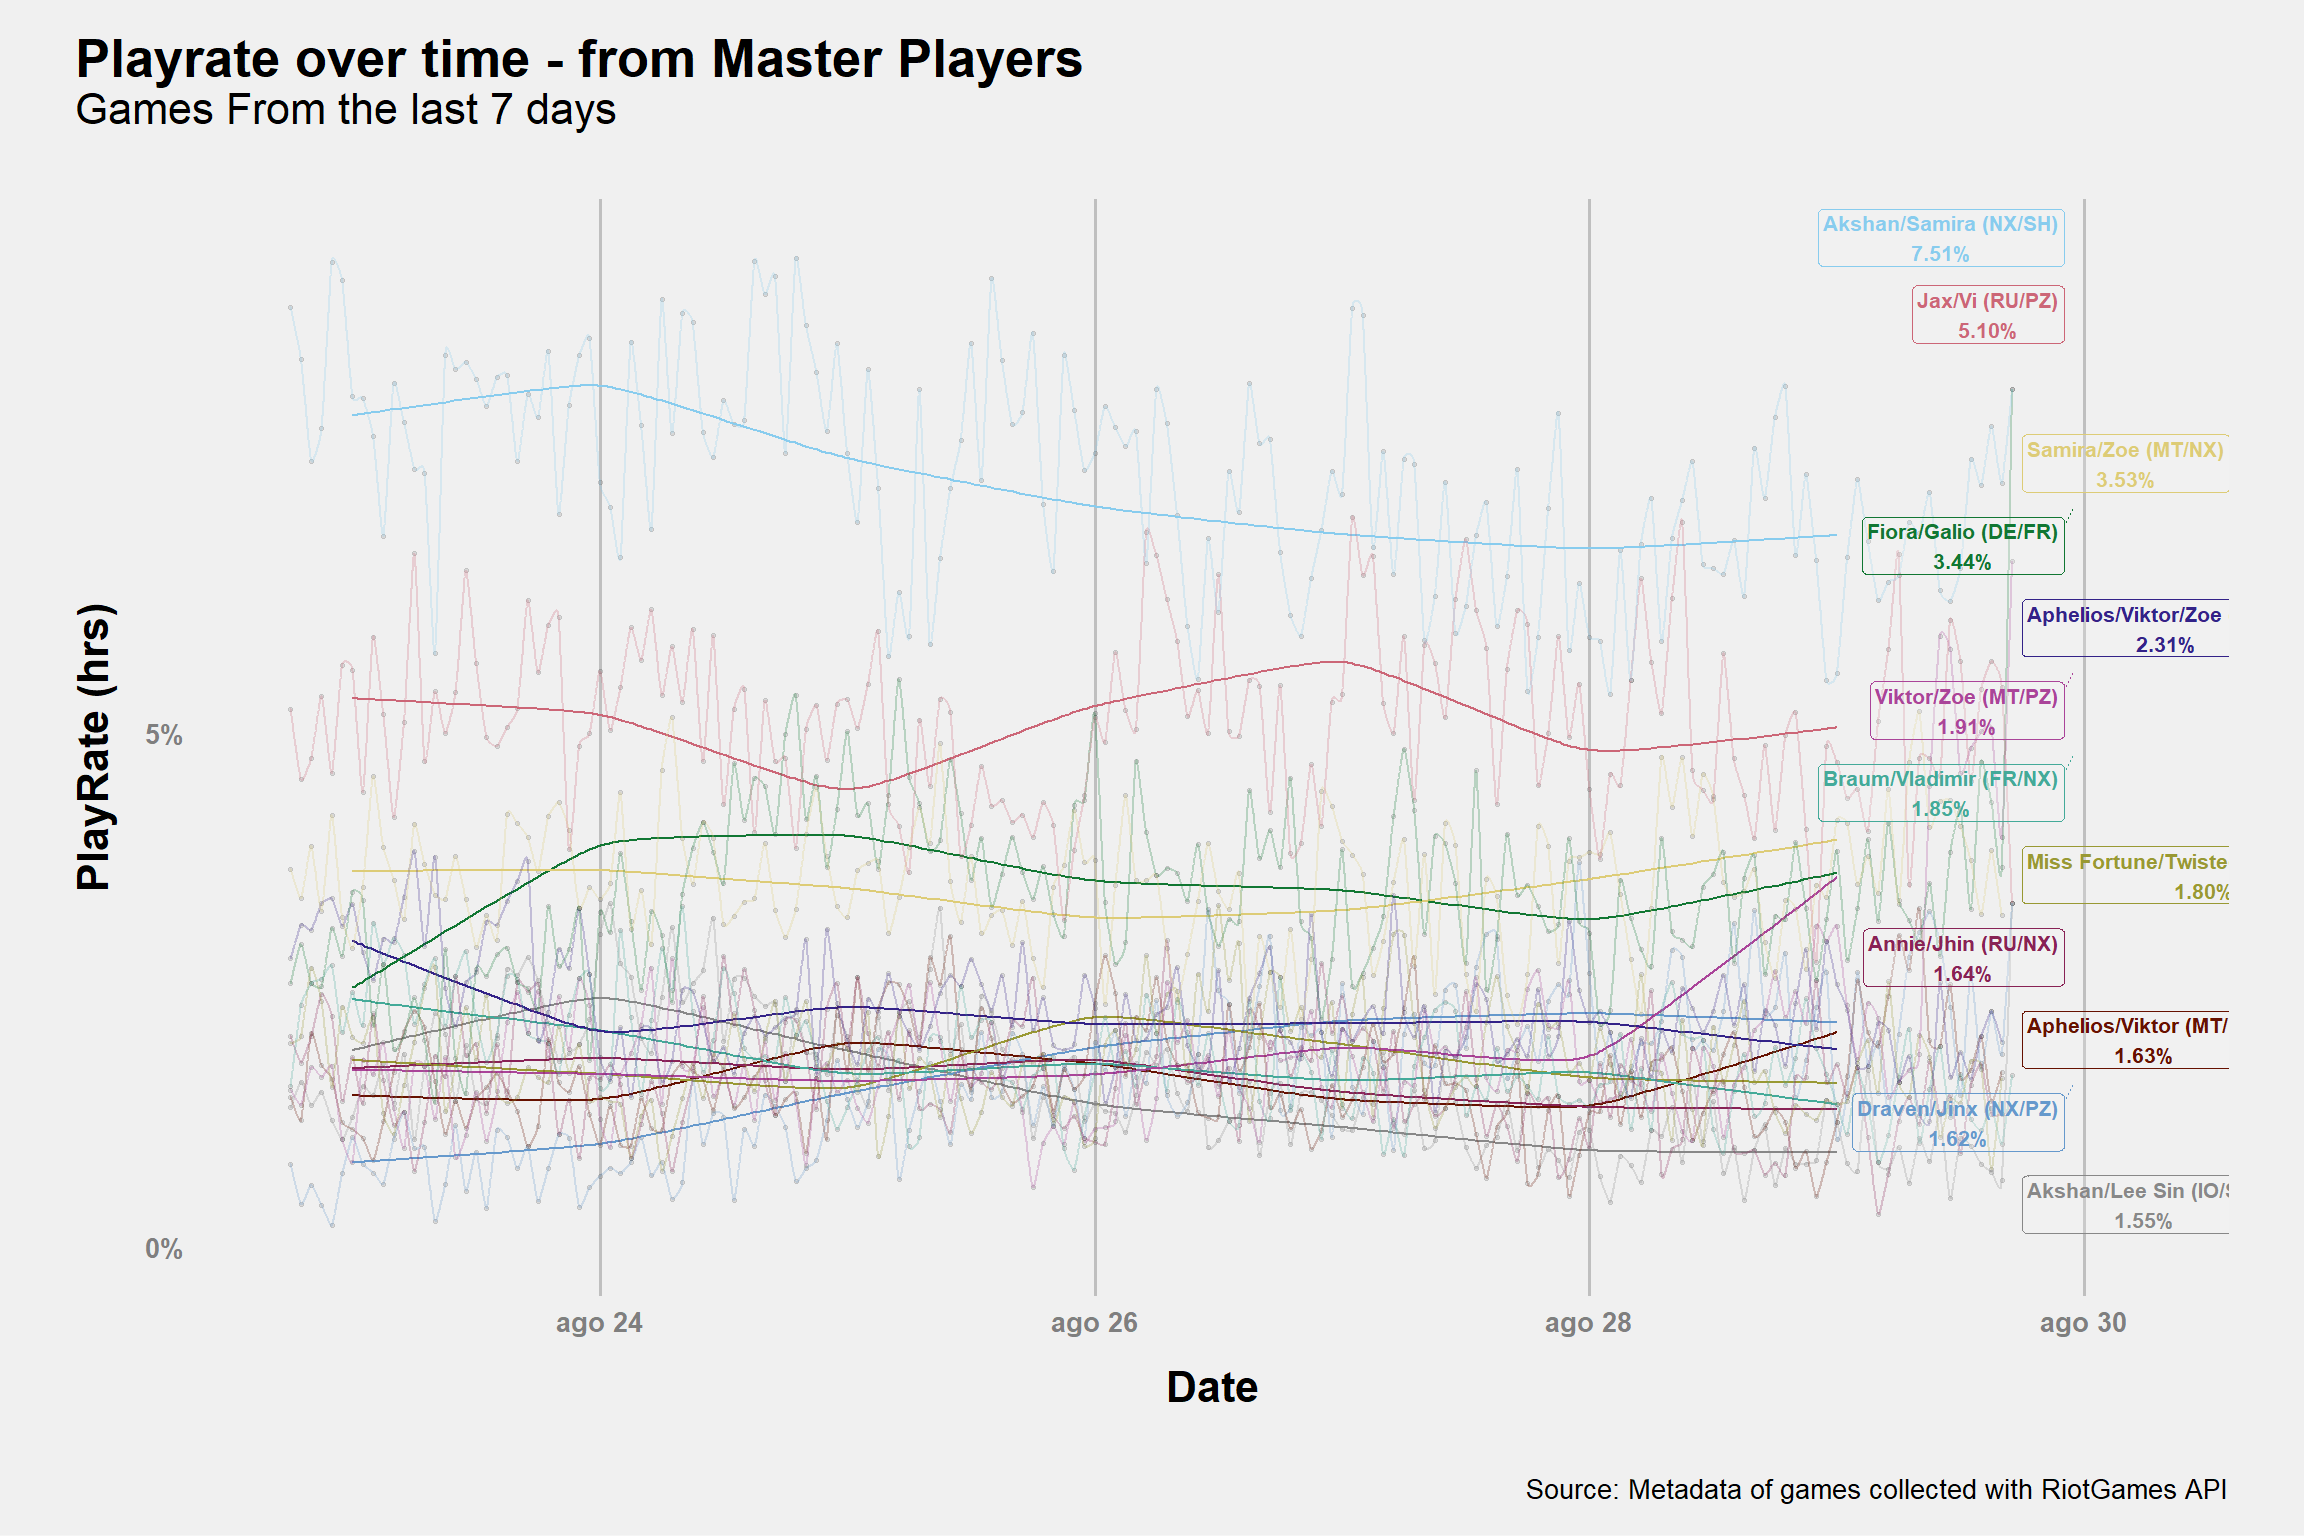 Playrate over time - from Master Players
Games From the last 7 days
PlayRate (hrs)
5%
0%
Akshan/Samira (NX/SH)
7.51%
Jax/Vi (RU/PZ)
5.10%
Samira/Zoe (MT/NX)
3.53%
Fiora/Galio (DE/FR)
3.44%
Aphelios/Viktor/Zoe
2.31%
Viktor/Zoe (MT/PZ)
1.91%
Braum/Vladimir (FR/NX)
1.85%
Miss Fortune/Twiste
1.80%
Annie/Jhin (RU/NX)
1.64%
Aphelios/Viktor (MT/
1.63%
Draven/Jinx (NX/PZ)
1.62%
Akshan/Lee Sin (IO/S
1.55%
ago 24
ago 26
ago 28
ago 30
Date
Source: Metadata of games collected with RiotGames API